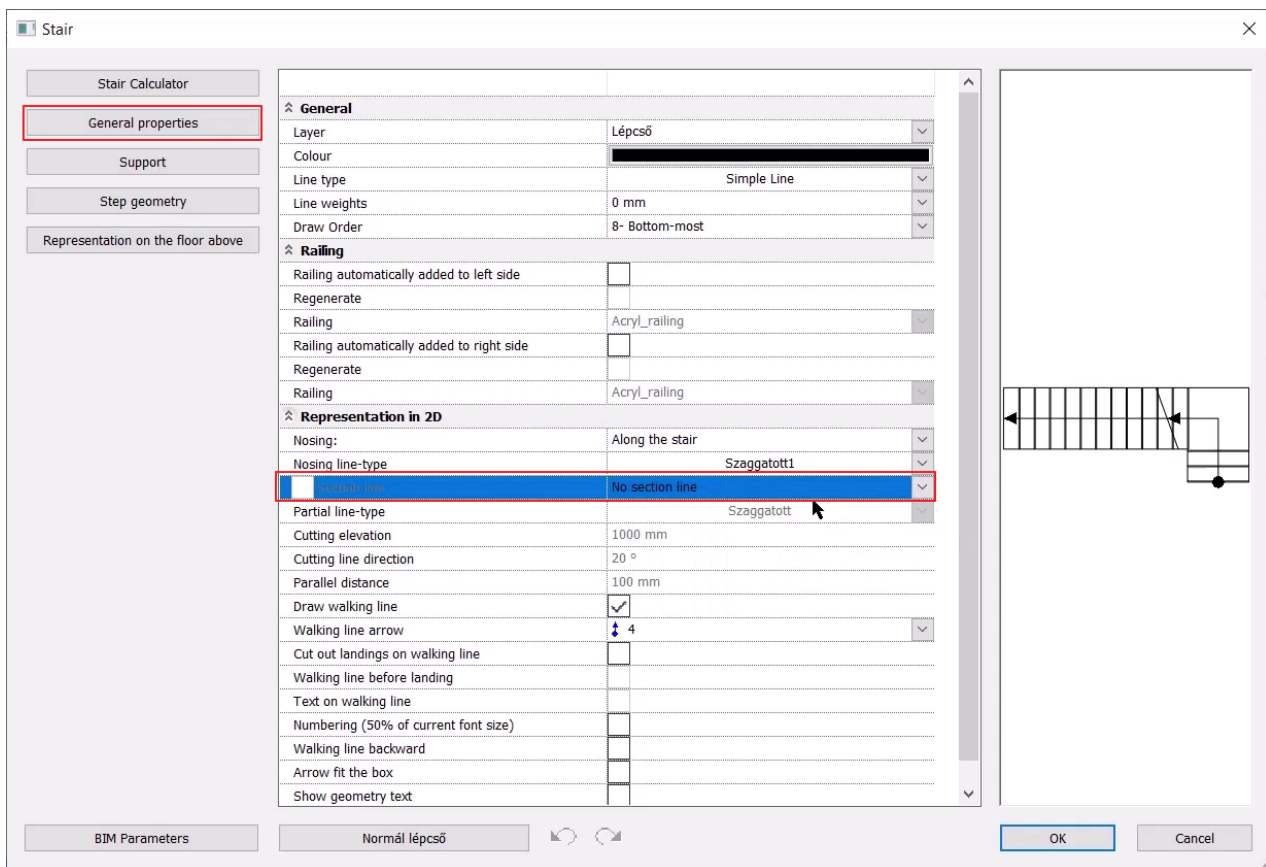 Stair
Stair Calculator
General properties
Support
Step geometry
Representation on the floor above
General
Layer Lépcső
Colour
Line type Simple Line
Line weights 0 mm
Draw Order 8- Bottom-most
Railing
Railing automatically added to left side
Regenerate
Railing Acryl_railing
Railing automatically added to right side
Regenerate
Railing Acryl_railing
Representation in 2D
Nosing: Along the stair
Nosing line-type Szaggatott1
Section line No section line
Partial line-type Szaggatott
Cutting elevation 1000 mm
Cutting line direction 20 °
Parallel distance 100 mm
Draw walking line
Walking line arrow 4
Cut out landings on walking line
Walking line before landing
Text on walking line
Numbering (50% of current font size)
Walking line backward
Arrow fit the box
Show geometry text
BIM Parameters
Normál lépcső
OK
Cancel